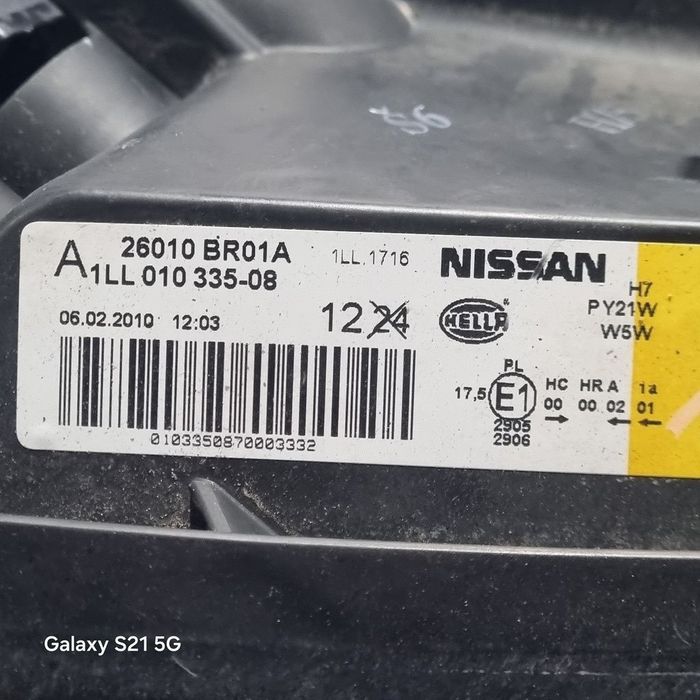 S6
A 26010 BR01A 1LL.1716 NISSAN
1LL 010 335-08
H7
PY21W
W5W
06.02.2010 12:03 12 24 HELLA
PL
17,5 E1 HC HR A 1a
00 00 02 01
2905
2906
0103350870003332
Galaxy S21 5G